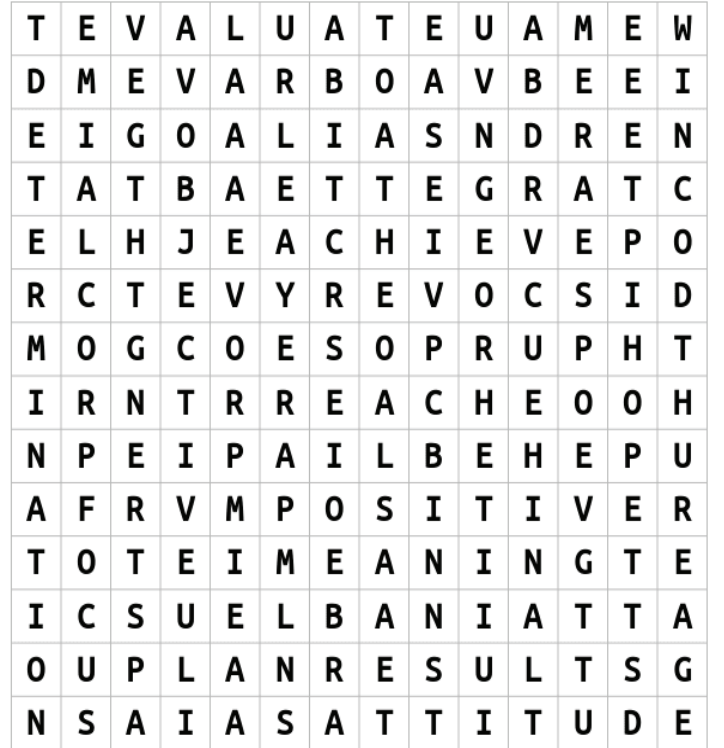 T E V A L U A T E U A M E W
D M E V A R B O A V B E E I
E I G O A L I A S N D R E N
T A T B A E T T E G R A T C
E L H J E A C H I E V E P O
R C T E V Y R E V O C S I D
M O G C O E S O P R U P H T
I R N T R R E A C H E O O H
N P E I P A I L B E H E P U
A F R V M P O S I T I V E R
T O T E I M E A N I N G T E
I C S U E L B A N I A T T A
O U P L A N R E S U L T S G
N S A I A S A T T I T U D E